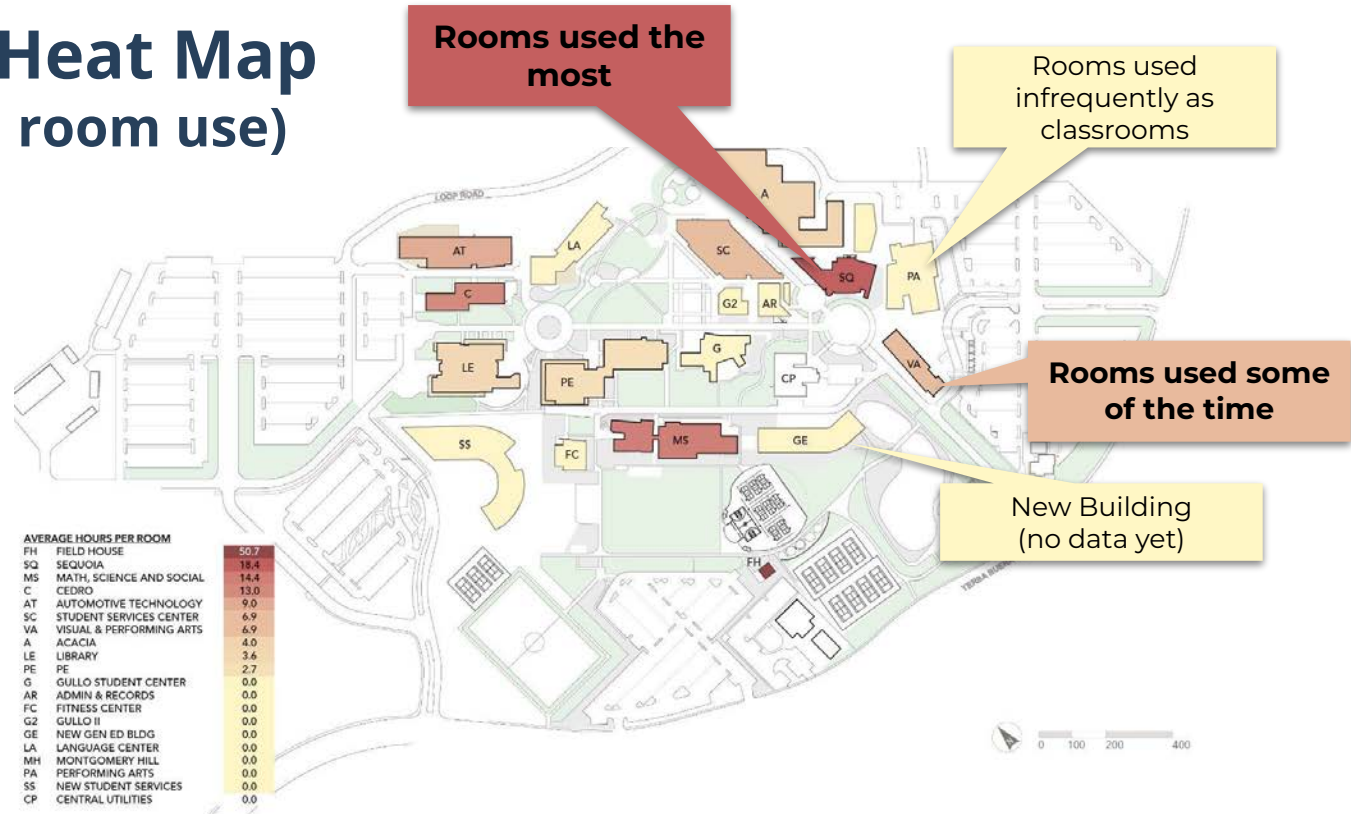 Heat Map
room use)
Rooms used the
most
Rooms used
infrequently as
classrooms
LOOP ROAD
A
LA
AT
SC
SQ
PA
C
G2
AR
G
VA
LE
PE
CP
Rooms used some
of the time
SS
FC
MS
GE
New Building
(no data yet)
FH
YERBA
AVERAGE HOURS PER ROOM
FH FIELD HOUSE 50.7
SQ SEQUOIA 18.4
MS MATH, SCIENCE AND SOCIAL 14.4
C CEDRO 13.0
AT AUTOMOTIVE TECHNOLOGY 9.0
SC STUDENT SERVICES CENTER 6.9
VA VISUAL & PERFORMING ARTS 6.9
A ACACIA 4.0
LE LIBRARY 3.6
PE PE 2.7
G GULLO STUDENT CENTER 0.0
AR ADMIN & RECORDS 0.0
FC FITNESS CENTER 0.0
G2 GULLO II 0.0
GE NEW GEN ED BLDG 0.0
LA LANGUAGE CENTER 0.0
MH MONTGOMERY HILL 0.0
PA PERFORMING ARTS 0.0
SS NEW STUDENT SERVICES 0.0
CP CENTRAL UTILITIES 0.0
0 100 200 400